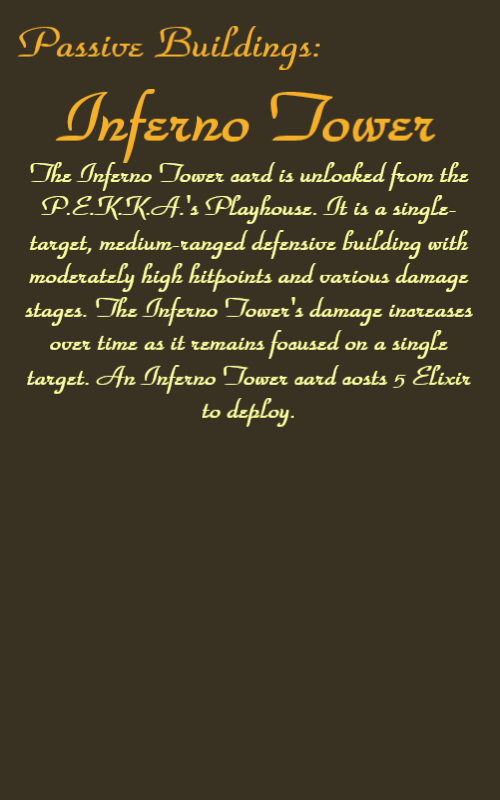 Passive Buildings:
Inferno Tower
The Inferno Tower card is unlocked from the
P.E.K.K.A.'s Playhouse. It is a single-
target, medium-ranged defensive building with
moderately high hitpoints and various damage
stages. The Inferno Tower's damage increases
over time as it remains focused on a single
target. An Inferno Tower card costs 5 Elixir
to deploy.